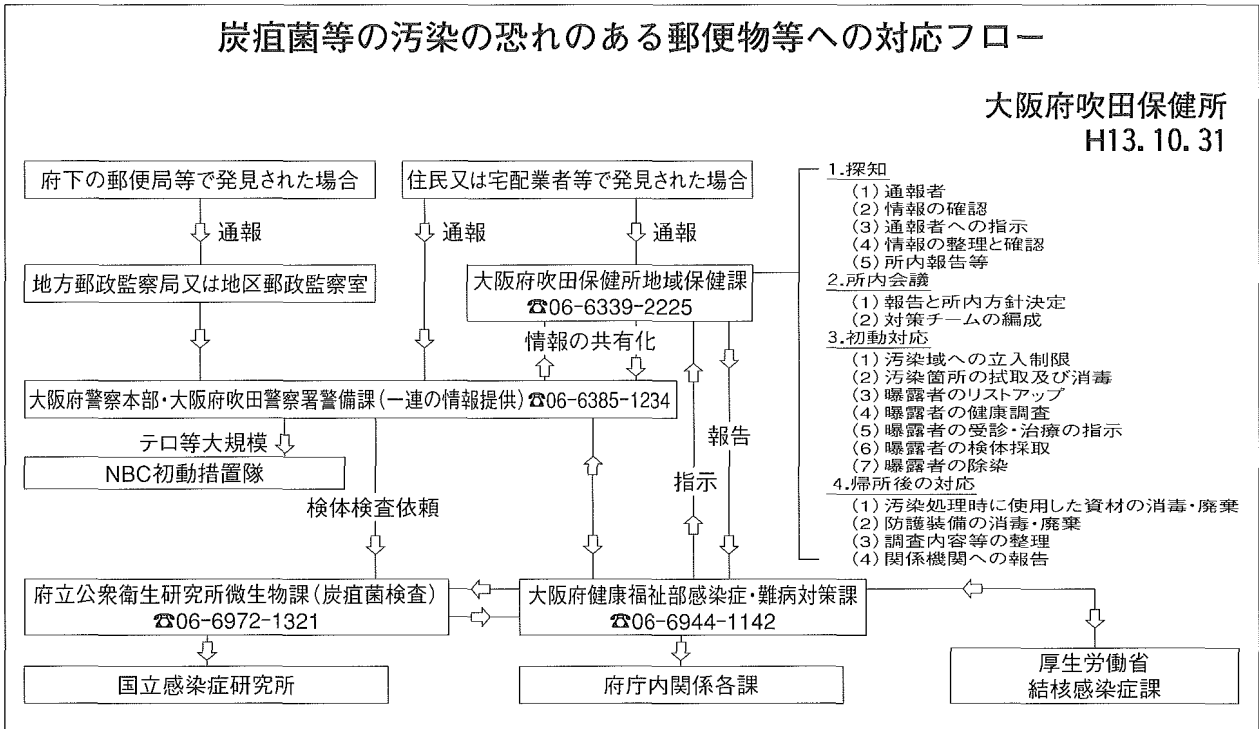 炭疽菌等の汚染の恐れのある郵便物等への対応フロー
大阪府吹田保健所
H13.10.31
府下の郵便局等で発見された場合
住民又は宅配業者等で発見された場合
通報
通報
通報
地方郵政監察局又は地区郵政監察室
大阪府吹田保健所地域保健課
☎06-6339-2225
情報の共有化
大阪府警察本部・大阪府吹田警察署警備課(一連の情報提供)☎06-6385-1234
テロ等大規模
NBC初動措置隊
検体検査依頼
報告
指示
府立公衆衛生研究所微生物課(炭疽菌検査)
☎06-6972-1321
大阪府健康福祉部感染症・難病対策課
☎06-6944-1142
国立感染症研究所
府庁内関係各課
厚生労働省
結核感染症課
1.探知
(1)通報者
(2)情報の確認
(3)通報者への指示
(4)情報の整理と確認
(5)所内報告等
2.所内会議
(1)報告と所内方針決定
(2)対策チームの編成
3.初動対応
(1)汚染域への立入制限
(2)汚染箇所の拭取及び消毒
(3)曝露者のリストアップ
(4)曝露者の健康調査
(5)曝露者の受診・治療の指示
(6)曝露者の検体採取
(7)曝露者の除染
4.帰所後の対応
(1)汚染処理時に使用した資材の消毒・廃棄
(2)防護装備の消毒・廃棄
(3)調査内容等の整理
(4)関係機関への報告